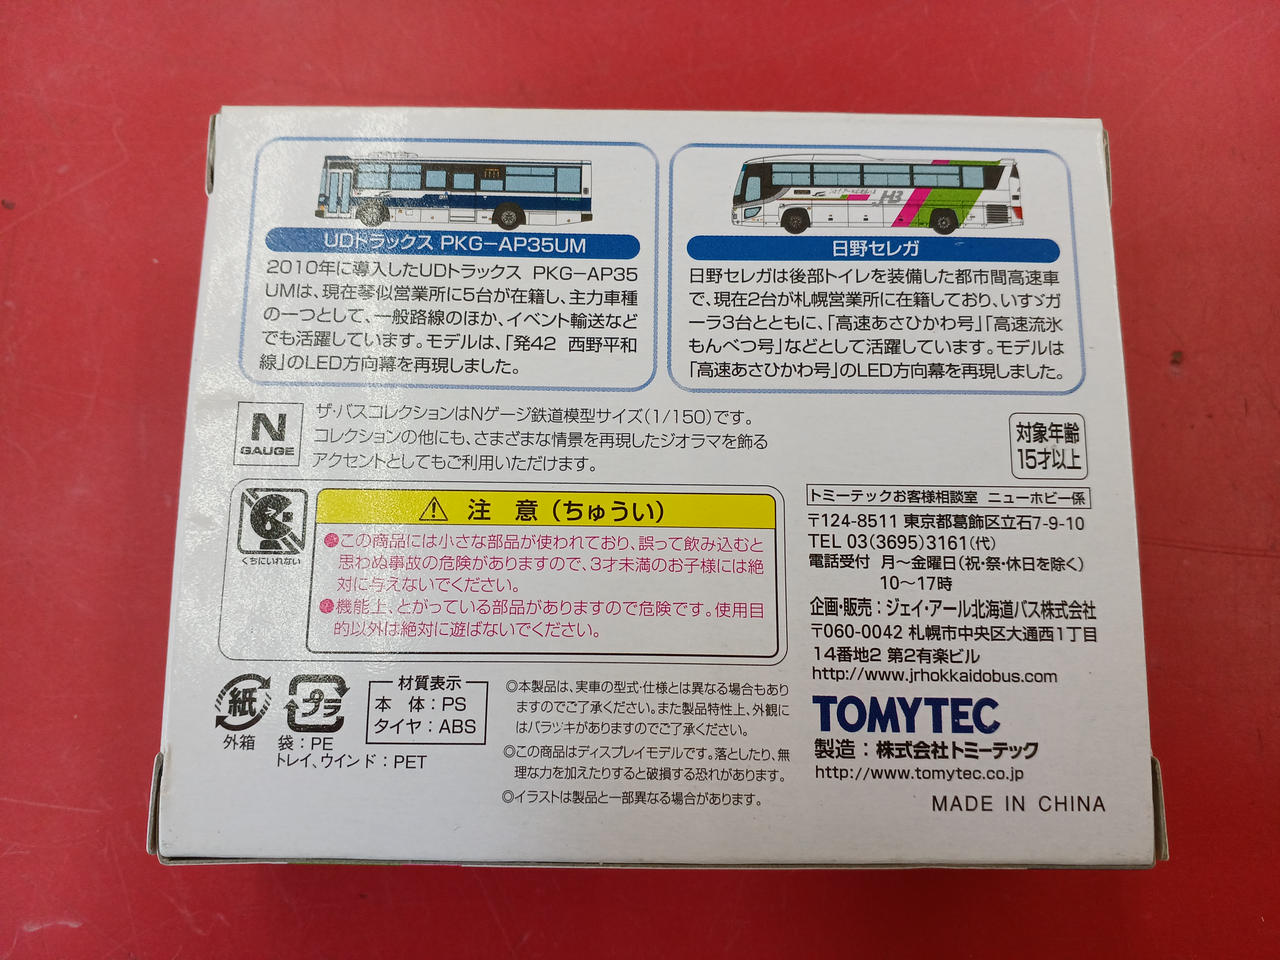 UDトラックス PKG-AP35UM
2010年に導入したUDトラックス PKG-AP35
UMは、現在琴似営業所に5台が在籍し、主力車種
の一つとして、一般路線のほか、イベント輸送など
でも活躍しています。モデルは、「発42 西野平和
線」のLED方向幕を再現しました。
JHB
日野セレガ
日野セレガは後部トイレを装備した都市間高速車
で、現在2台が札幌営業所に在籍しており、いすゞガ
ーラ3台とともに、「高速あさひかわ号」「高速流氷
もんべつ号」などとして活躍しています。モデルは
「高速あさひかわ号」のLED方向幕を再現しました。
N
GAUGE
ザ・バスコレクションはNゲージ鉄道模型サイズ(1/150)です。
コレクションの他にも、さまざまな情景を再現したジオラマを飾る
アクセントとしてもご利用いただけます。
対象年齢
15才以上
くちにいれない
注 意(ちゅうい)
●この商品には小さな部品が使われており、誤って飲み込むと
思わぬ事故の危険がありますので、3才未満のお子様には絶
対に与えないでください。
●機能上、とがっている部品がありますので危険です。使用目
的以外は絶対に遊ばないでください。
トミーテックお客様相談室 ニューホビー係
〒124-8511 東京都葛飾区立石7-9-10
TEL 03(3695)3161(代)
電話受付 月〜金曜日(祝・祭・休日を除く)
10〜17時
企画・販売:ジェイ・アール北海道バス株式会社
〒060-0042 札幌市中央区大通西1丁目
14番地2 第2有楽ビル
http://www.jrhokkaidobus.com
TOMYTEC
製造:株式会社トミーテック
http://www.tomytec.co.jp
MADE IN CHINA
紙
外箱
プラ
袋:PE
トレイ、ウインド:PET
材質表示
本 体:PS
タイヤ:ABS
◎本製品は、実車の型式・仕様とは異なる場合もあり
ますのでご了承ください。また製品特性上、外観に
はバラツキがありますのでご了承ください。
◎この商品はディスプレイモデルです。落としたり、無
理な力を加えたりすると破損する恐れがあります。
◎イラストは製品と一部異なる場合があります。